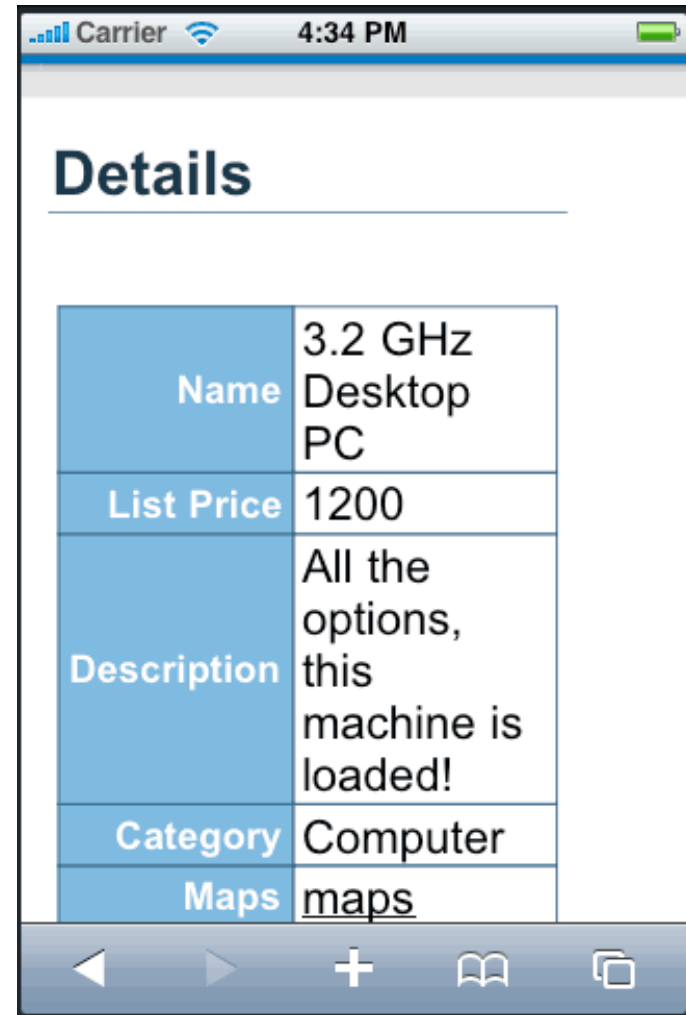 Carrier 4:34 PM
Details
Name 3.2 GHz
Desktop
PC
List Price 1200
Description All the
options,
this
machine is
loaded!
Category Computer
Maps maps